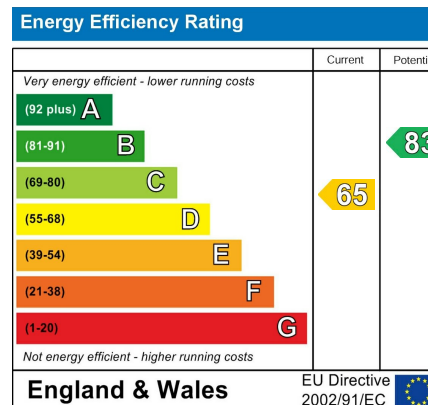 Energy Efficiency Rating
Current Potenti
Very energy efficient - lower running costs
(92 plus) A
(81-91) B
83
(69-80) C
65
(55-68) D
(39-54) E
(21-38) F
(1-20) G
Not energy efficient - higher running costs
England & Wales
EU Directive
2002/91/EC